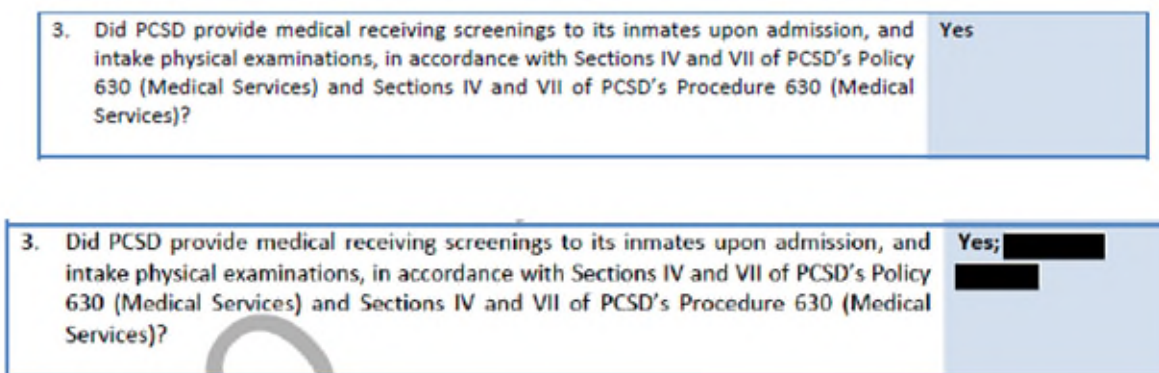 3. Did PCSD provide medical receiving screenings to its inmates upon admission, and Yes
intake physical examinations, in accordance with Sections IV and VII of PCSD's Policy
630 (Medical Services) and Sections IV and VII of PCSD's Procedure 630 (Medical
Services)?
3. Did PCSD provide medical receiving screenings to its inmates upon admission, and Yes;
intake physical examinations, in accordance with Sections IV and VII of PCSD's Policy
630 (Medical Services) and Sections IV and VII of PCSD's Procedure 630 (Medical
Services)?